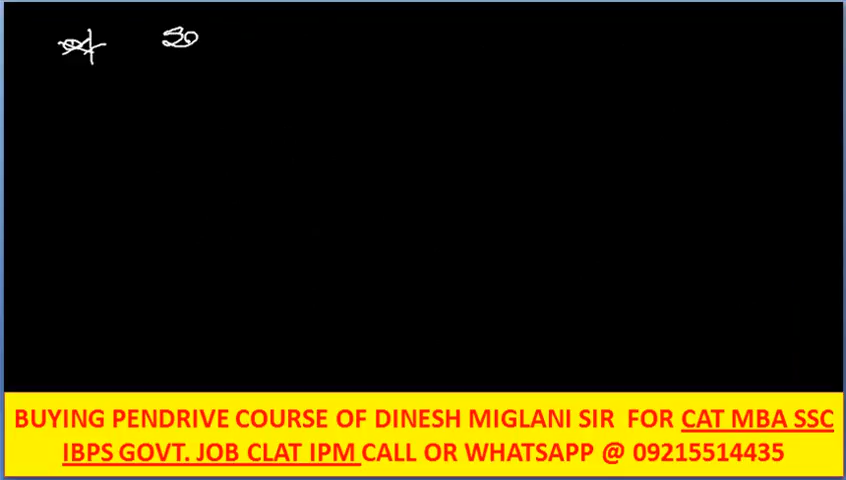 30
BUYING PENDRIVE COURSE OF DINESH MIGLANI SIR FOR CAT MBA SSC
IBPS GOVT. JOB CLAT IPM CALL OR WHATSAPP @ 09215514435